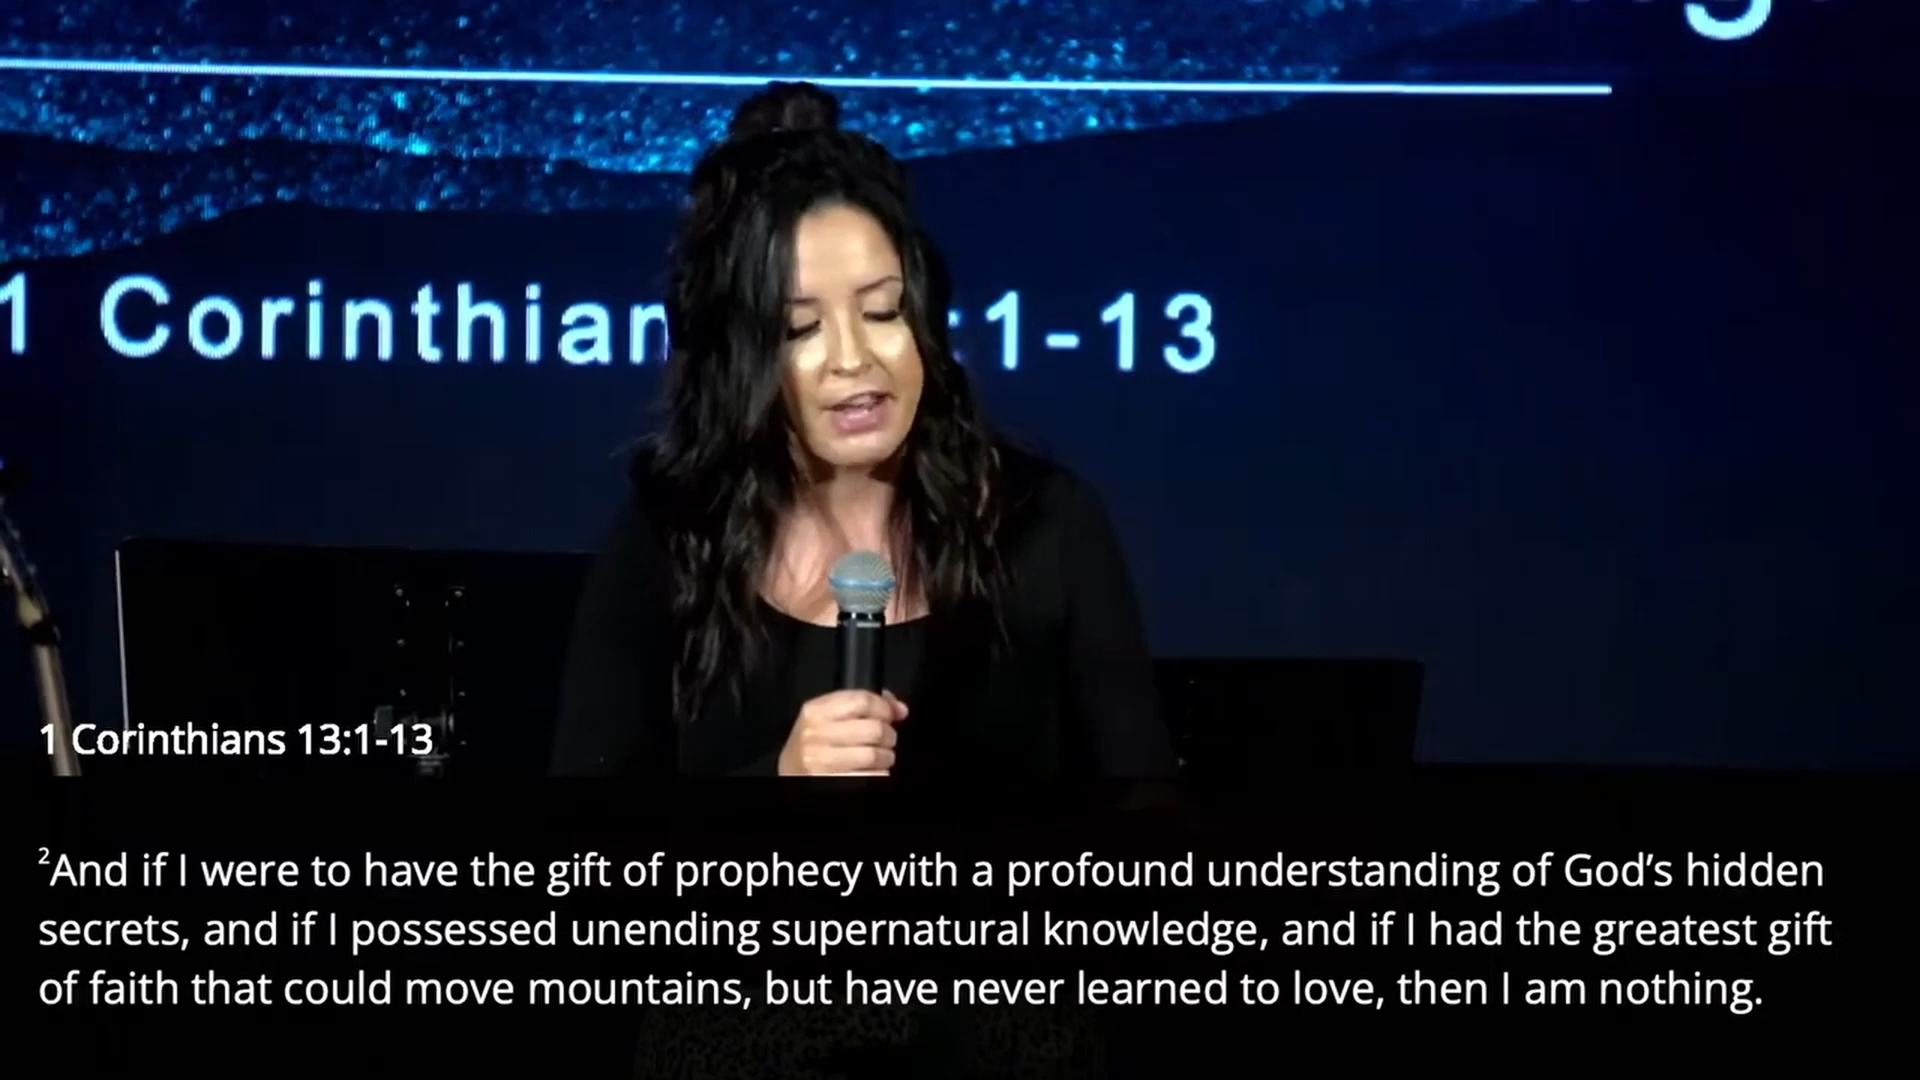 1 Corinthian :1-13
1 Corinthians 13:1-13
²And if I were to have the gift of prophecy with a profound understanding of God’s hidden
secrets, and if I possessed unending supernatural knowledge, and if I had the greatest gift
of faith that could move mountains, but have never learned to love, then I am nothing.